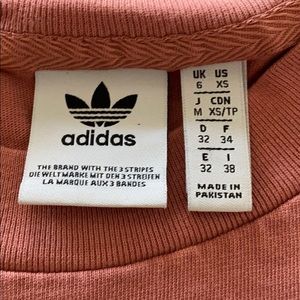 adidas
THE BRAND WITH THE 3 STRIPES
DIE WELTMARKE MIT DEN 3 STREIFEN
LA MARQUE AUX 3 BANDES
UK US
6 XS
J CDN
M XS/TP
D F
32 34
E I
32 38
MADE IN
PAKISTAN